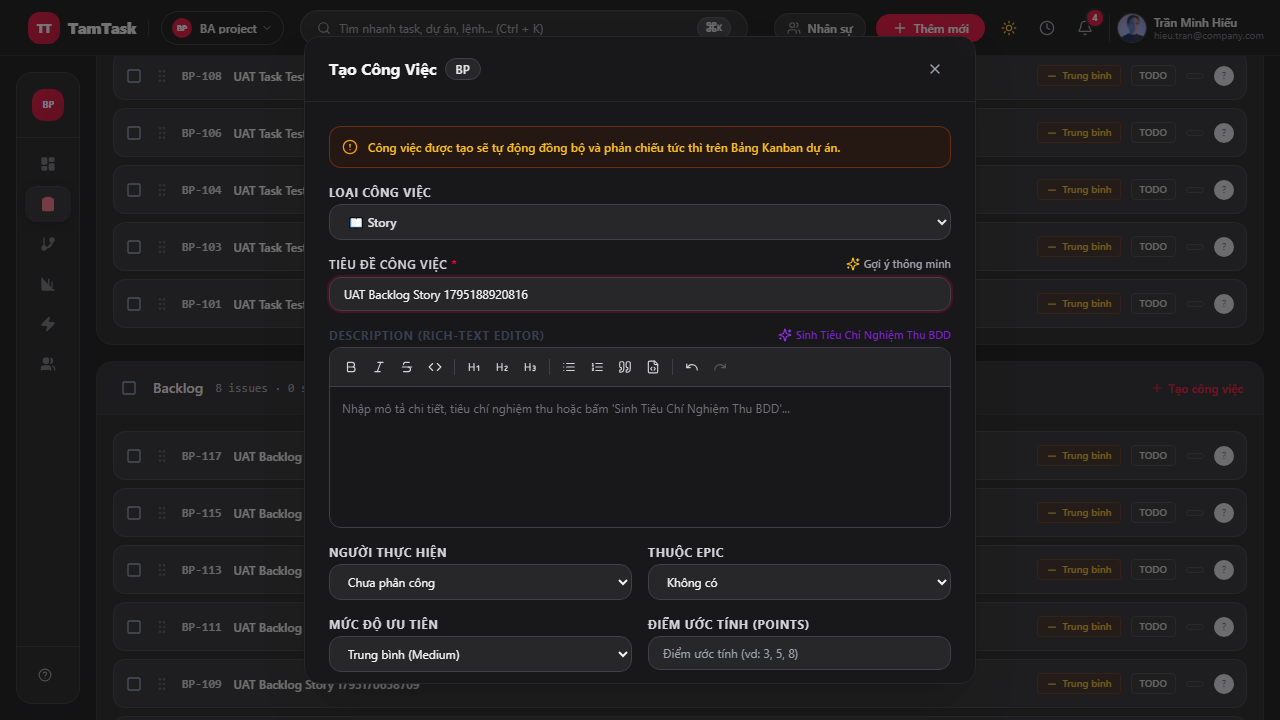 TT TamTask BP BA project Tìm nhanh task, dự án, lệnh... (Ctrl + K) ⌘K Nhân sự + Thêm mới 4 Trần Minh Hiếu
hieu.tran@company.com
BP-108 UAT Task Test — Trung bình TODO ?
Tạo Công Việc BP
BP
BP-106 UAT Task Test — Trung bình TODO ?
Công việc được tạo sẽ tự động đồng bộ và phản chiếu tức thì trên Bảng Kanban dự án.
BP-104 UAT Task Test — Trung bình TODO ?
LOẠI CÔNG VIỆC
Story
BP-103 UAT Task Test — Trung bình TODO ?
TIÊU ĐỀ CÔNG VIỆC * Gợi ý thông minh
UAT Backlog Story 1795188920816
BP-101 UAT Task Test — Trung bình TODO ?
DESCRIPTION (RICH-TEXT EDITOR) Sinh Tiêu Chí Nghiệm Thu BDD
B I S <> H1 H2 H3
Backlog 8 issues · 0 + Tạo công việc
Nhập mô tả chi tiết, tiêu chí nghiệm thu hoặc bấm 'Sinh Tiêu Chí Nghiệm Thu BDD'...
BP-117 UAT Backlog — Trung bình TODO ?
BP-115 UAT Backlog — Trung bình TODO ?
NGƯỜI THỰC HIỆN THUỘC EPIC
BP-113 UAT Backlog — Trung bình TODO ?
Chưa phân công Không có
MỨC ĐỘ ƯU TIÊN ĐIỂM ƯỚC TÍNH (POINTS)
BP-111 UAT Backlog — Trung bình TODO ?
Trung bình (Medium) Điểm ước tính (vd: 3, 5, 8)
BP-109 UAT Backlog Story — Trung bình TODO ?